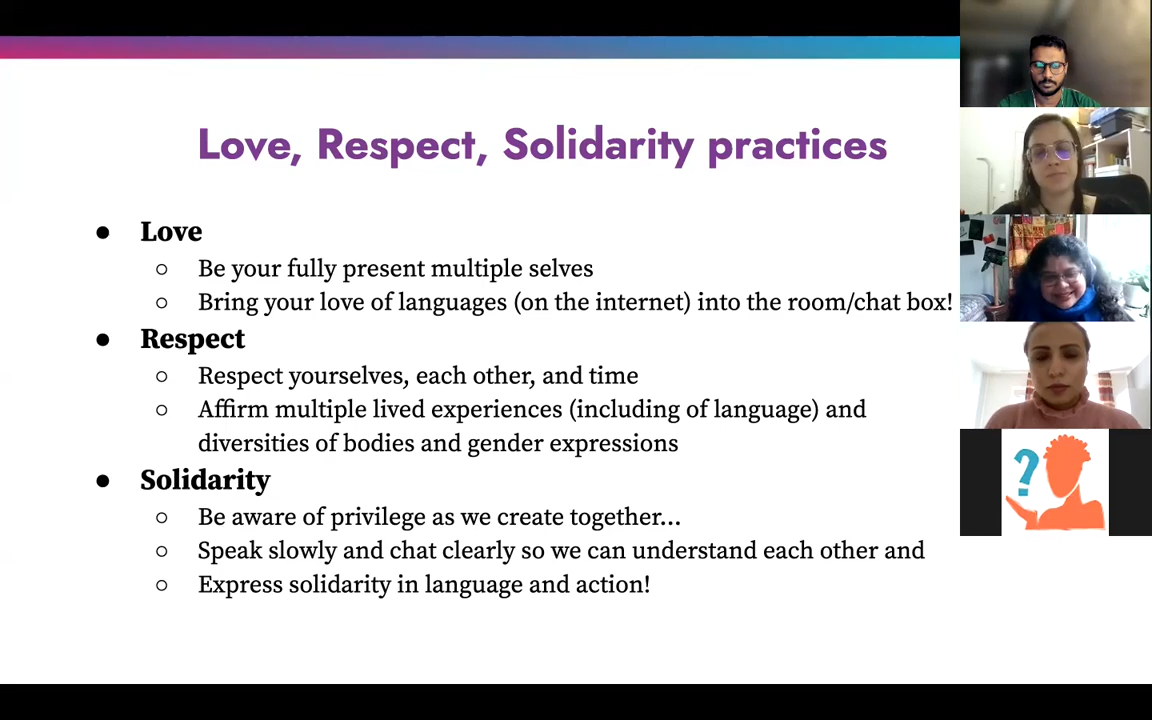 Love, Respect, Solidarity practices
● Love
○ Be your fully present multiple selves
○ Bring your love of languages (on the internet) into the room/chat box!
● Respect
○ Respect yourselves, each other, and time
○ Affirm multiple lived experiences (including of language) and
diversities of bodies and gender expressions
● Solidarity
○ Be aware of privilege as we create together...
○ Speak slowly and chat clearly so we can understand each other and
○ Express solidarity in language and action!
?